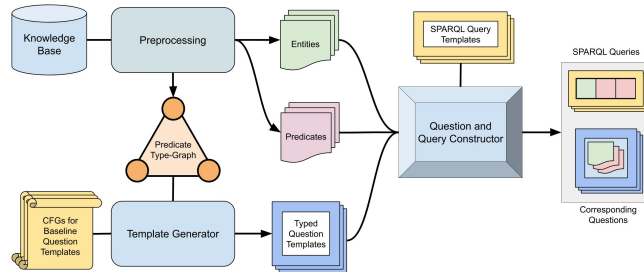 Knowledge
Base
Preprocessing
Entities
SPARQL Query
Templates
SPARQL Queries
Predicate
Type-Graph
Predicates
Question and
Query Constructor
CFGs for
Baseline
Question
Templates
Template Generator
Typed
Question
Templates
Corresponding
Questions